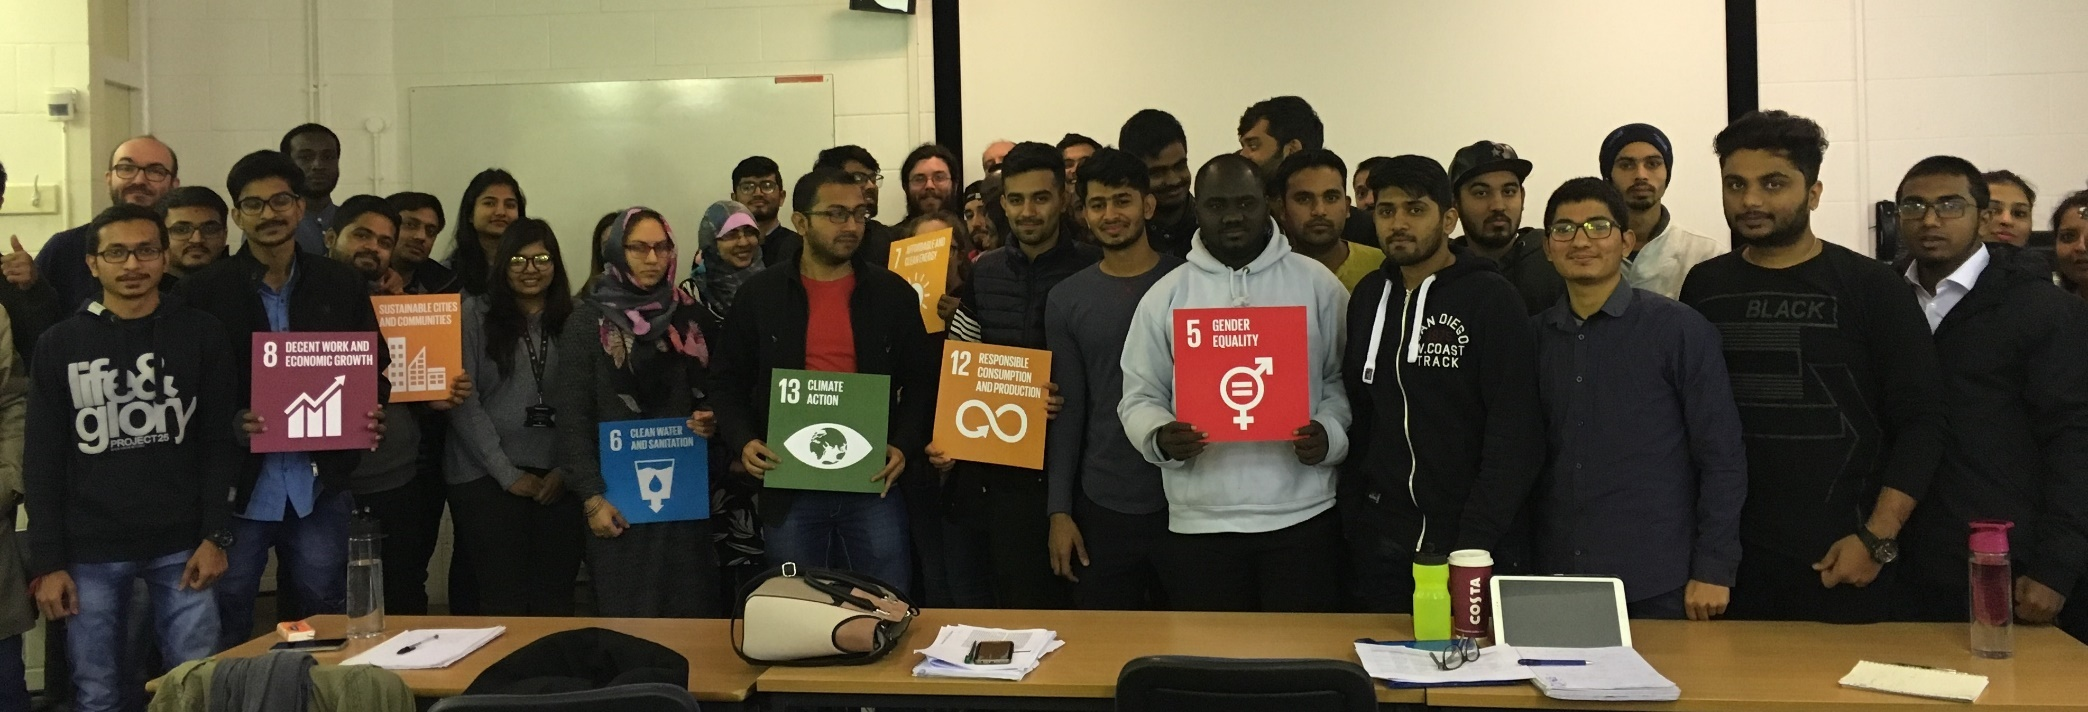 life &
glory
PROJECT 25
8 DECENT WORK AND
ECONOMIC GROWTH
SUSTAINABLE CITIES
AND COMMUNITIES
6 CLEAN WATER
AND SANITATION
13 CLIMATE
ACTION
7 AFFORDABLE AND
CLEAN ENERGY
12 RESPONSIBLE
CONSUMPTION
AND PRODUCTION
5 GENDER
EQUALITY
SAN DIEGO
W.COAST
TRACK
BLACK
COSTA